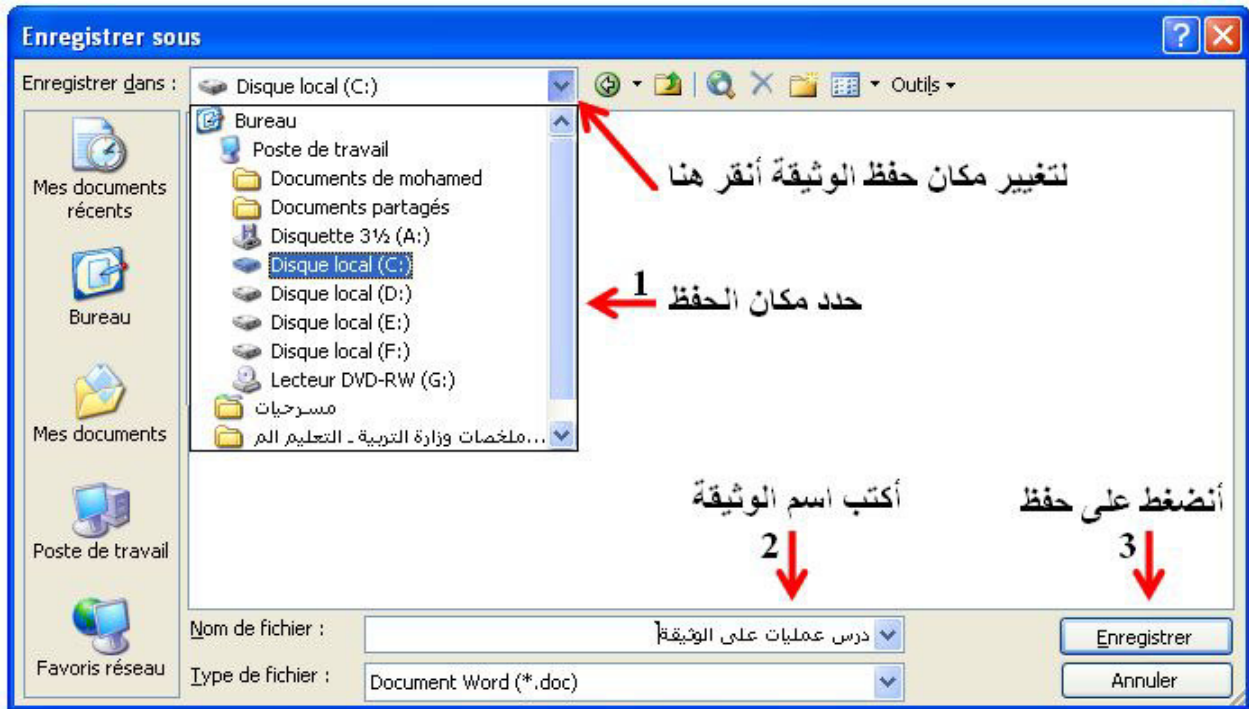 Enregistrer sous
Enregistrer dans :
Disque local (C:)
Outils
Bureau
Poste de travail
Documents de mohamed
Documents partagés
Disquette 3½ (A:)
Disque local (C:)
Disque local (D:)
Disque local (E:)
Disque local (F:)
Lecteur DVD-RW (G:)
مسرحيات
ملخصات وزارة التربية ـ التعليم الم...
لتغيير مكان حفظ الوثيقة أنقر هنا
1 حدد مكان الحفظ
Mes documents
récents
Bureau
Mes documents
Poste de travail
Favoris réseau
أكتب اسم الوثيقة
2
أنضغط على حفظ
3
Nom de fichier :
درس عمليات على الوثيقة
Enregistrer
Type de fichier :
Document Word (*.doc)
Annuler